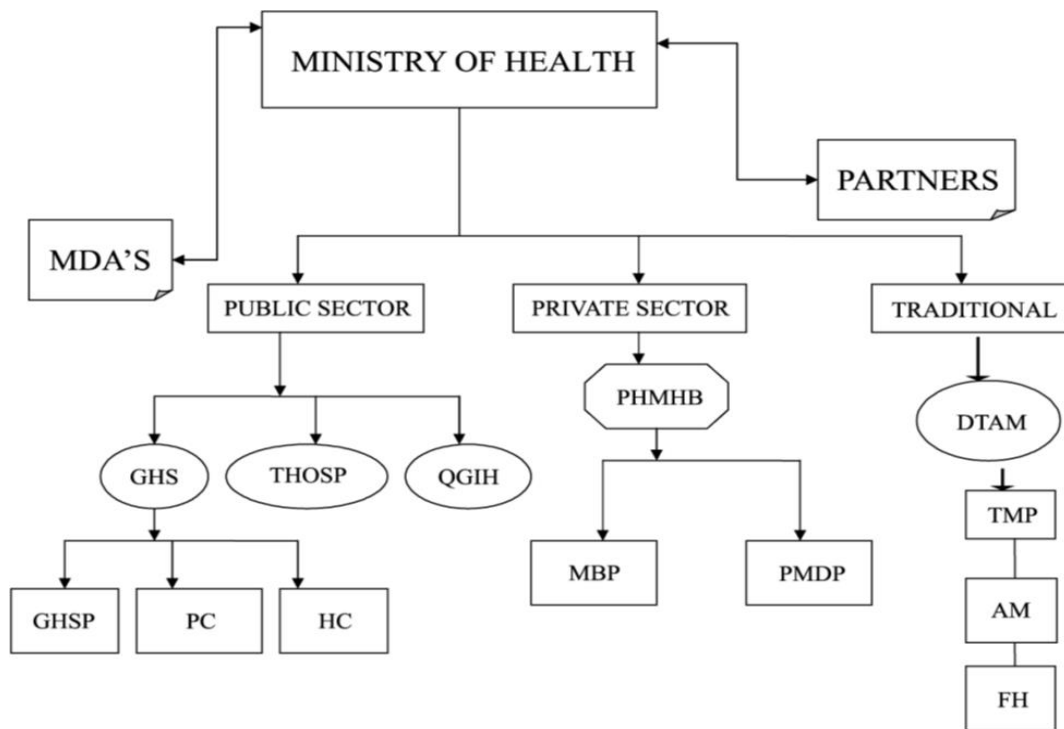 MINISTRY OF HEALTH
PARTNERS
MDA'S
PUBLIC SECTOR
PRIVATE SECTOR
TRADITIONAL
PHMHB
DTAM
GHS
THOSP
QGIH
TMP
MBP
PMDP
GHSP
PC
HC
AM
FH